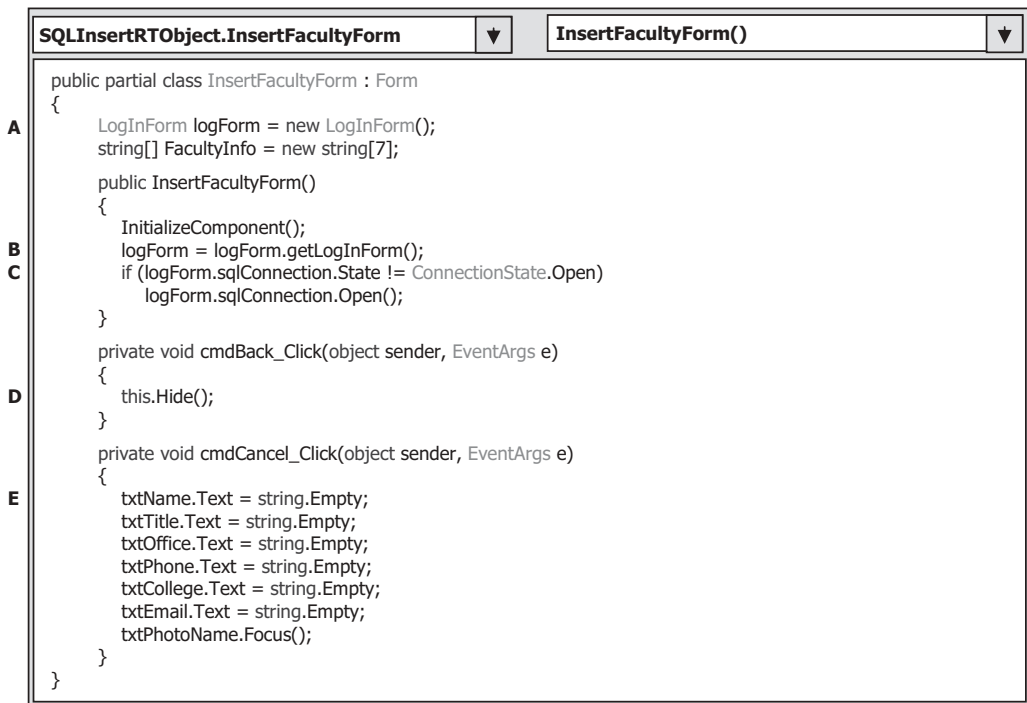 SQLInsertRTObject.InsertFacultyForm InsertFacultyForm()
public partial class InsertFacultyForm : Form
{
A LogInForm logForm = new LogInForm();
string[] FacultyInfo = new string[7];
public InsertFacultyForm()
{
InitializeComponent();
B logForm = logForm.getLogInForm();
C if (logForm.sqlConnection.State != ConnectionState.Open)
logForm.sqlConnection.Open();
}
private void cmdBack_Click(object sender, EventArgs e)
{
D this.Hide();
}
private void cmdCancel_Click(object sender, EventArgs e)
{
E txtName.Text = string.Empty;
txtTitle.Text = string.Empty;
txtOffice.Text = string.Empty;
txtPhone.Text = string.Empty;
txtCollege.Text = string.Empty;
txtEmail.Text = string.Empty;
txtPhotoName.Focus();
}
}